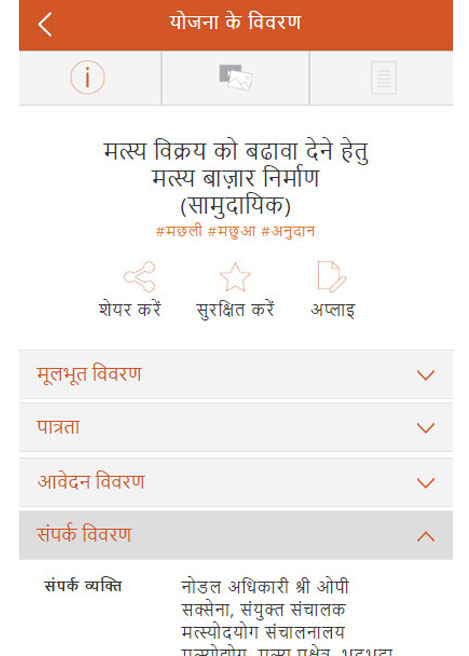 योजना के विवरण
मत्स्य विक्रय को बढावा देने हेतु
मत्स्य बाज़ार निर्माण
(सामुदायिक)
#मछली #मछुआ #अनुदान
शेयर करें सुरक्षित करें अप्लाइ
मूलभूत विवरण
पात्रता
आवेदन विवरण
संपर्क विवरण
संपर्क व्यक्ति नोडल अधिकारी श्री ओपी
सक्सेना, संयुक्त संचालक
मत्स्योदयोग संचालनालय